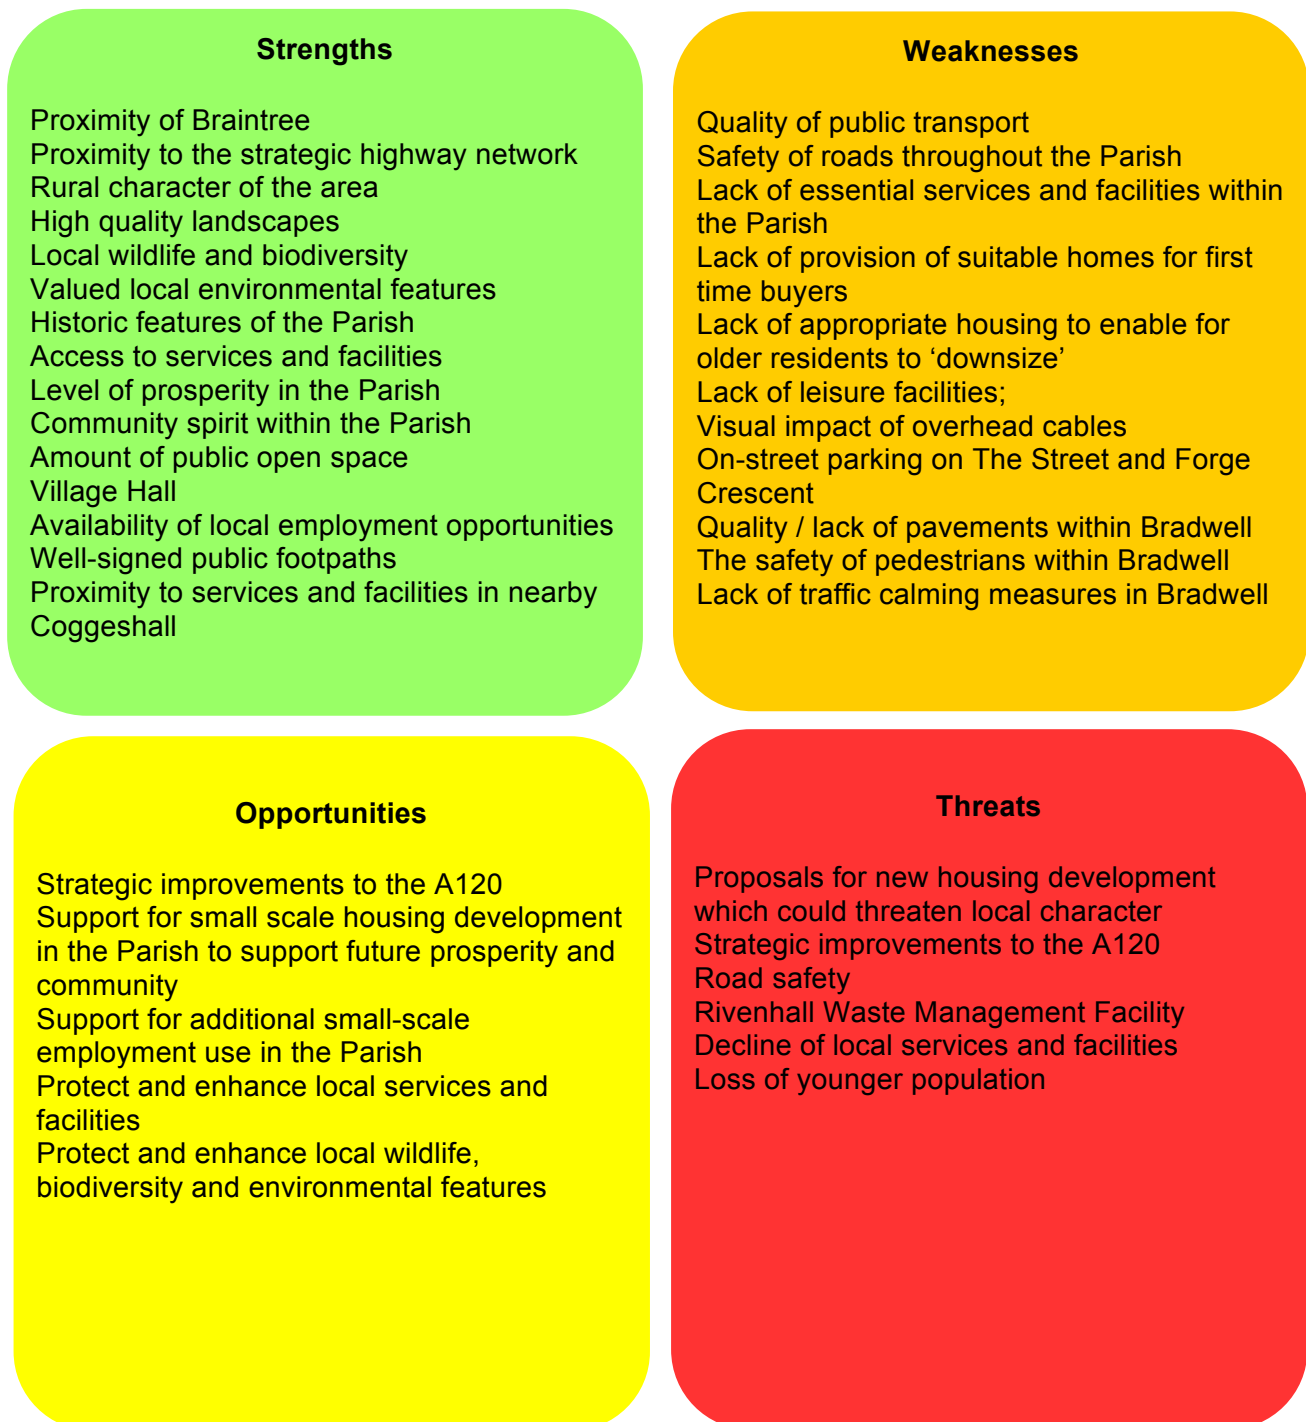 Strengths
Proximity of Braintree
Proximity to the strategic highway network
Rural character of the area
High quality landscapes
Local wildlife and biodiversity
Valued local environmental features
Historic features of the Parish
Access to services and facilities
Level of prosperity in the Parish
Community spirit within the Parish
Amount of public open space
Village Hall
Availability of local employment opportunities
Well-signed public footpaths
Proximity to services and facilities in nearby
Coggeshall
Weaknesses
Quality of public transport
Safety of roads throughout the Parish
Lack of essential services and facilities within
the Parish
Lack of provision of suitable homes for first
time buyers
Lack of appropriate housing to enable for
older residents to ‘downsize’
Lack of leisure facilities;
Visual impact of overhead cables
On-street parking on The Street and Forge
Crescent
Quality / lack of pavements within Bradwell
The safety of pedestrians within Bradwell
Lack of traffic calming measures in Bradwell
Opportunities
Strategic improvements to the A120
Support for small scale housing development
in the Parish to support future prosperity and
community
Support for additional small-scale
employment use in the Parish
Protect and enhance local services and
facilities
Protect and enhance local wildlife,
biodiversity and environmental features
Threats
Proposals for new housing development
which could threaten local character
Strategic improvements to the A120
Road safety
Rivenhall Waste Management Facility
Decline of local services and facilities
Loss of younger population